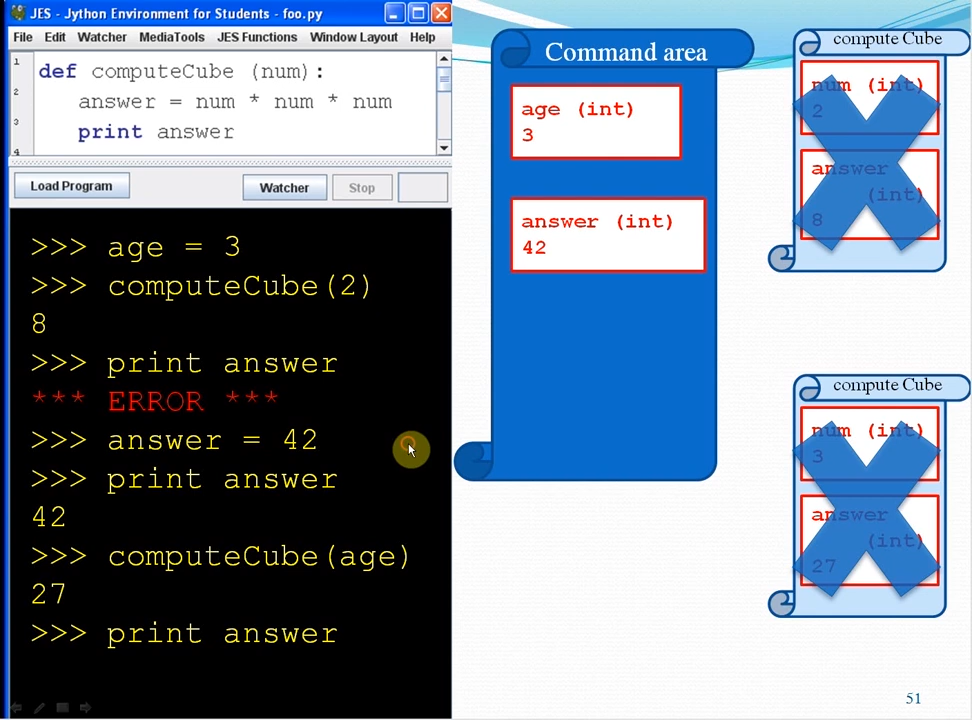 JES - Jython Environment for Students - foo.py
File Edit Watcher MediaTools JES Functions Window Layout Help
1 def computeCube (num):
2 answer = num * num * num
3 print answer
4
Load Program Watcher Stop
>>> age = 3
>>> computeCube(2)
8
>>> print answer
*** ERROR ***
>>> answer = 42
>>> print answer
42
>>> computeCube(age)
27
>>> print answer
Command area
age (int)
3
answer (int)
42
compute Cube
num (int)
2
answer
(int)
8
compute Cube
num (int)
3
answer
(int)
27
51